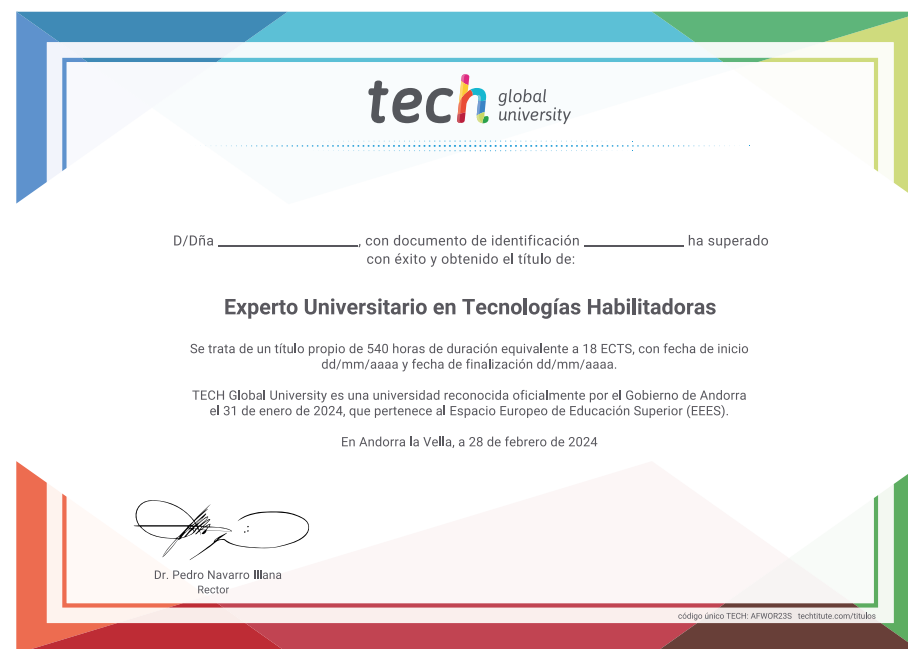 tech global university
D/Dña ____________________, con documento de identificación ______________ ha superado
con éxito y obtenido el título de:
Experto Universitario en Tecnologías Habilitadoras
Se trata de un título propio de 540 horas de duración equivalente a 18 ECTS, con fecha de inicio
dd/mm/aaaa y fecha de finalización dd/mm/aaaa.
TECH Global University es una universidad reconocida oficialmente por el Gobierno de Andorra
el 31 de enero de 2024, que pertenece al Espacio Europeo de Educación Superior (EEES).
En Andorra la Vella, a 28 de febrero de 2024
Dr. Pedro Navarro Illana
Rector
código único TECH: AFWOR23S techtitute.com/titulos